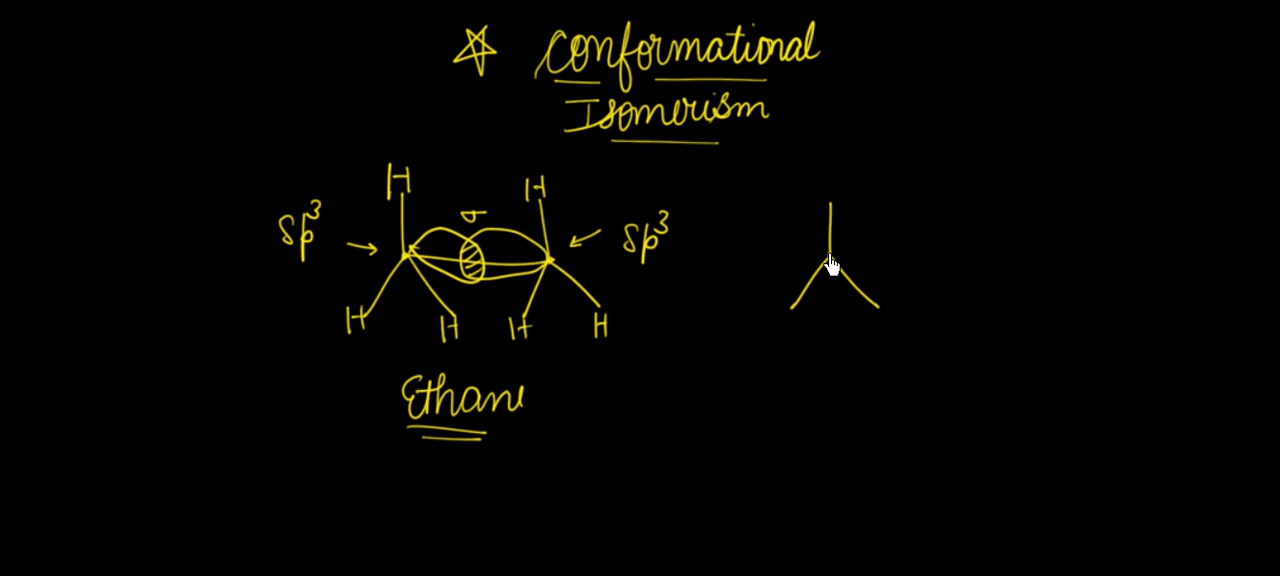 ☆ Conformational
Isomerism
H H
sp³ → σ ← sp³
H H H H
Ethane